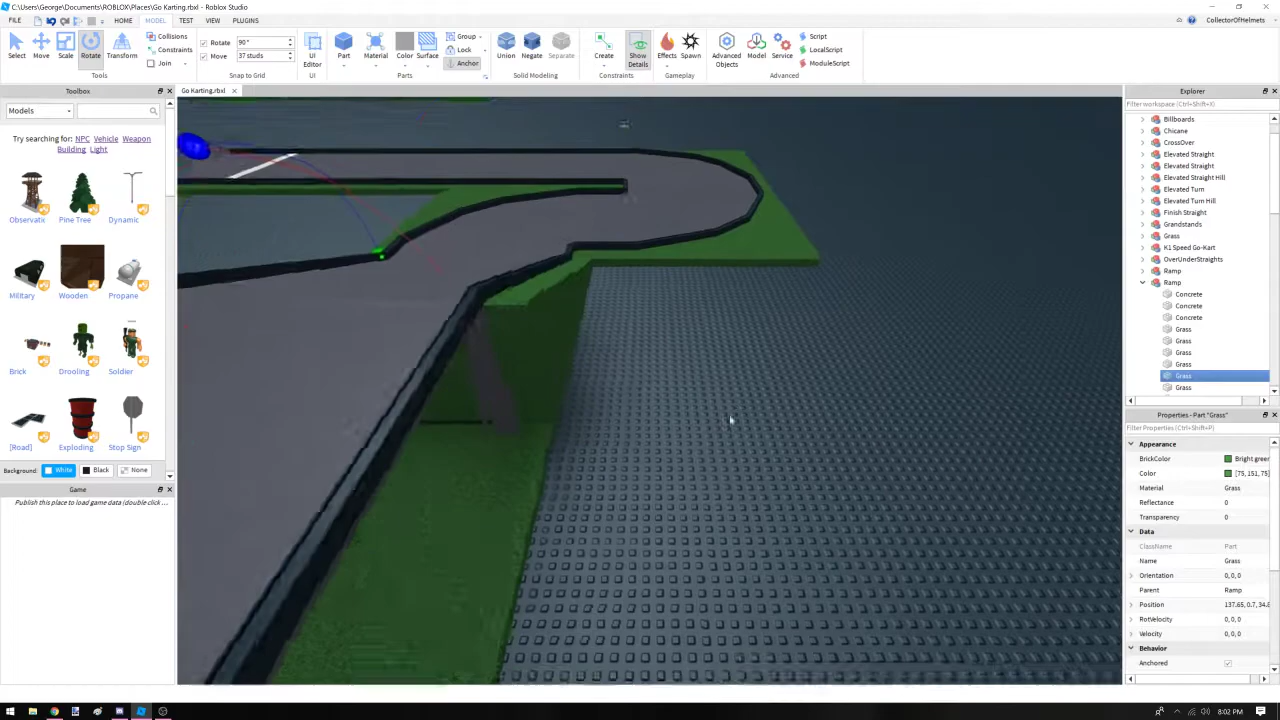 C:\Users\George\Documents\ROBLOX\Places\Go Karting.rbxl - Roblox Studio
FILE HOME MODEL TEST VIEW PLUGINS CollectorOfHelmets
Select Move Scale Rotate Transform
Collisions
Constraints
Join
Tools
Rotate 90°
Move 37 studs
Snap to Grid
UI Editor
UI
Part Material Color Surface
Group
Lock
Anchor
Parts
Union Negate Separate
Solid Modeling
Create Show Details
Constraints
Effects Spawn
Gameplay
Advanced Objects Model Service
Script
LocalScript
ModuleScript
Advanced
Toolbox
Go Karting.rbxl
Models
Try searching for: NPC Vehicle Weapon
Building Light
Observatic Pine Tree Dynamic
Military Wooden Propane
Brick Drooling Soldier
[Road] Exploding Stop Sign
Background: White Black None
Game
Publish this place to load game data (double click ...
Explorer
Filter workspace (Ctrl+Shift+X)
Billboards
Chicane
CrossOver
Elevated Straight
Elevated Straight
Elevated Straight Hill
Elevated Turn
Elevated Turn Hill
Finish Straight
Grandstands
Grass
K1 Speed Go-Kart
OverUnderStraights
Ramp
Ramp
Concrete
Concrete
Concrete
Grass
Grass
Grass
Grass
Grass
Grass
Properties - Part "Grass"
Filter Properties (Ctrl+Shift+P)
Appearance
BrickColor Bright green
Color [75, 151, 75]
Material Grass
Reflectance 0
Transparency 0
Data
ClassName Part
Name Grass
Orientation 0,0,0
Parent Ramp
Position 137.65, 0.7, 34.8
RotVelocity 0,0,0
Velocity 0,0,0
Behavior
Anchored
8:02 PM